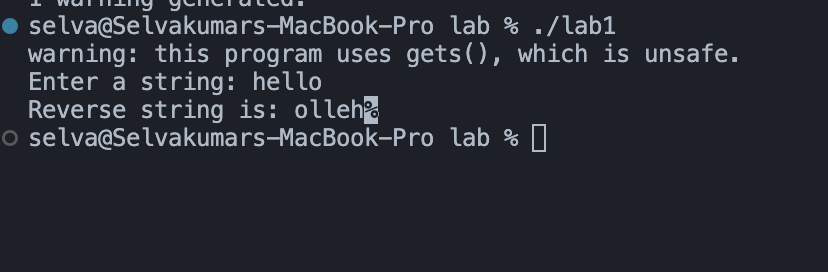 1 warning generated.
selva@Selvakumars-MacBook-Pro lab % ./lab1
warning: this program uses gets(), which is unsafe.
Enter a string: hello
Reverse string is: olleh%
selva@Selvakumars-MacBook-Pro lab %